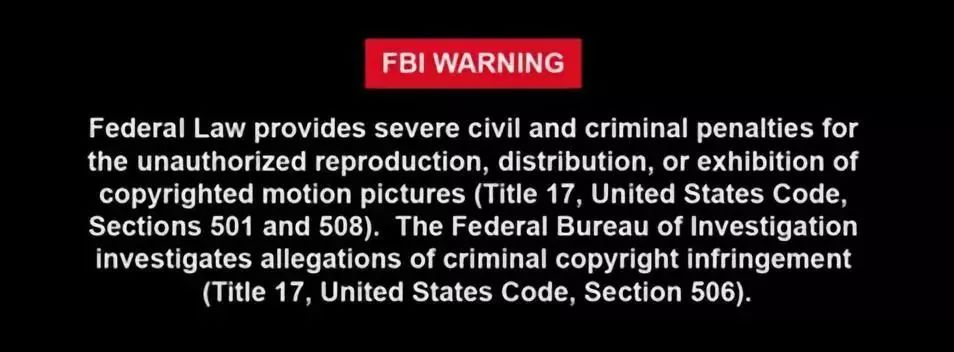 FBI WARNING
Federal Law provides severe civil and criminal penalties for
the unauthorized reproduction, distribution, or exhibition of
copyrighted motion pictures (Title 17, United States Code,
Sections 501 and 508).  The Federal Bureau of Investigation
investigates allegations of criminal copyright infringement
(Title 17, United States Code, Section 506).